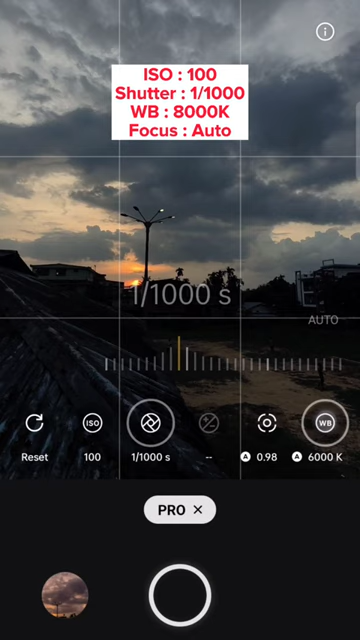 ISO : 100
Shutter : 1/1000
WB : 8000K
Focus : Auto
1/1000 s
AUTO
ISO
WB
Reset
100
1/1000 s
--
A 0.98
A 6000 K
PRO ×